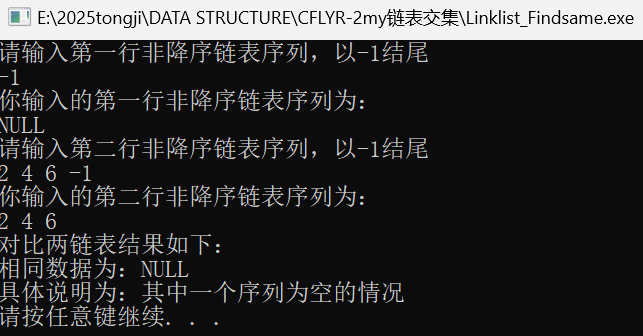 E:\2025tongji\DATA STRUCTURE\CFLYR-2my链表交集\Linklist_Findsame.exe
请输入第一行非降序链表序列，以-1结尾
-1
你输入的第一行非降序链表序列为：
NULL
请输入第二行非降序链表序列，以-1结尾
2 4 6 -1
你输入的第二行非降序链表序列为：
2 4 6
对比两链表结果如下：
相同数据为：NULL
具体说明为：其中一个序列为空的情况
请按任意键继续. . .